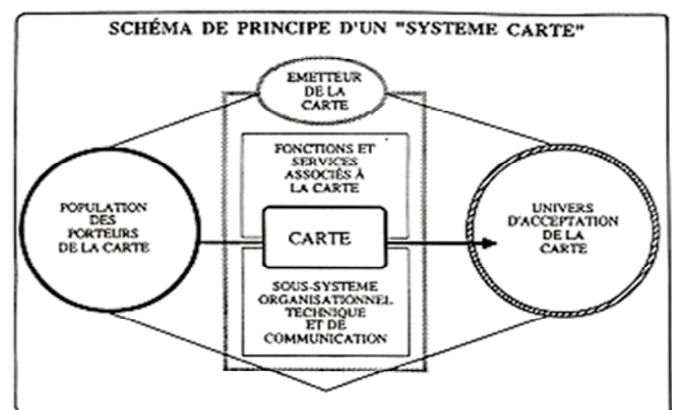 SCHÉMA DE PRINCIPE D'UN "SYSTEME CARTE"
EMETTEUR
DE LA
CARTE
FONCTIONS ET
SERVICES
ASSOCIÉS À
LA CARTE
POPULATION
DES
PORTEURS
DE LA CARTE
CARTE
UNIVERS
D'ACCEPTATION
DE LA
CARTE
SOUS-SYSTEME
ORGANISATIONNEL
TECHNIQUE
ET DE
COMMUNICATION